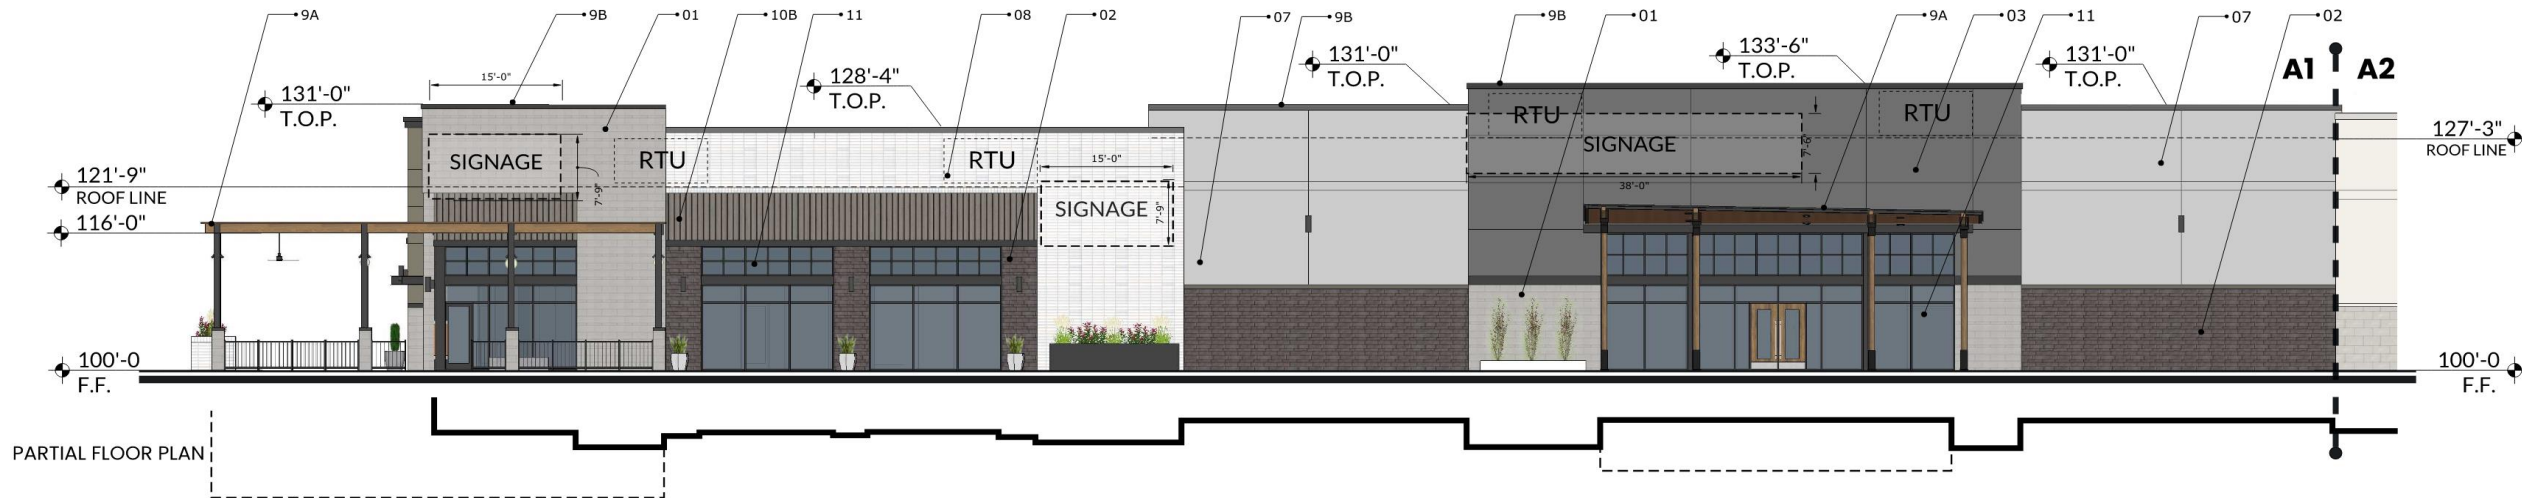 9A
9B
01
10B
11
08
02
07
9B
9B
01
9A
03
11
07
02
131'-0"
T.O.P.
15'-0"
128'-4"
T.O.P.
131'-0"
T.O.P.
133'-6"
T.O.P.
131'-0"
T.O.P.
A1
A2
121'-9"
ROOF LINE
116'-0"
SIGNAGE
7'-9"
RTU
RTU
15'-0"
SIGNAGE
7'-9"
RTU
SIGNAGE
7'-6"
38'-0"
RTU
127'-3"
ROOF LINE
100'-0
F.F.
100'-0
F.F.
PARTIAL FLOOR PLAN